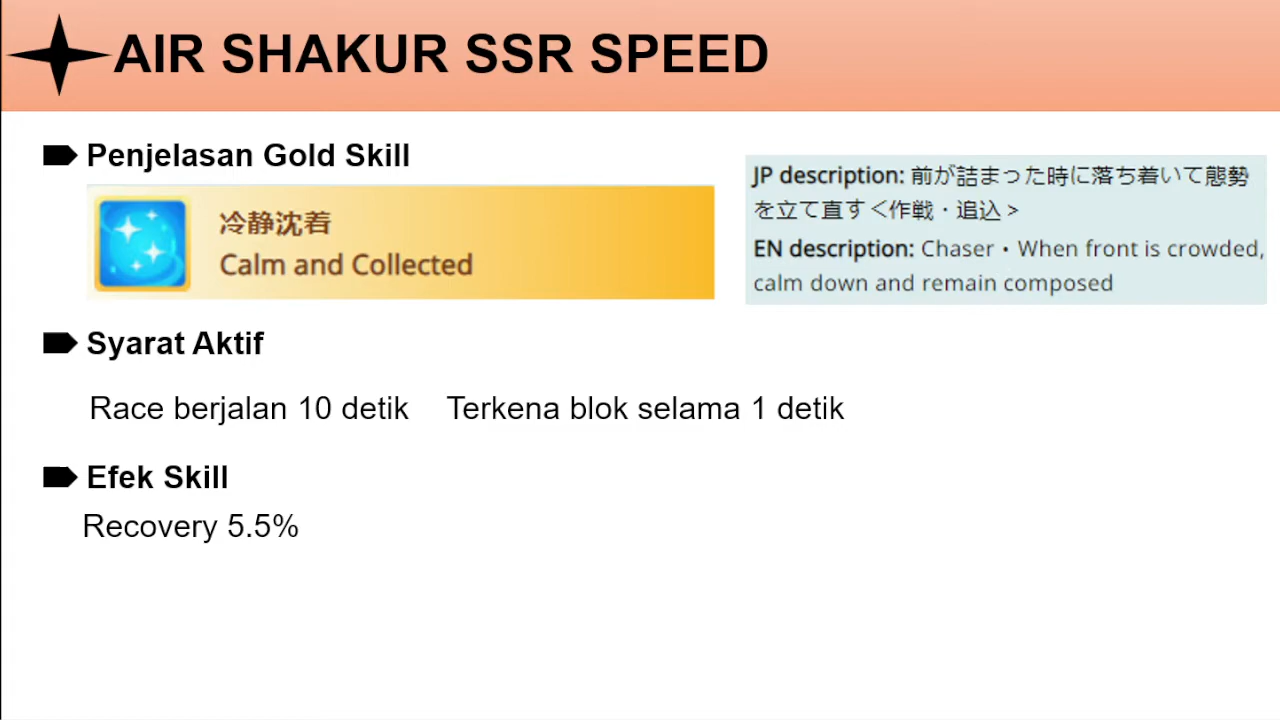 AIR SHAKUR SSR SPEED
Penjelasan Gold Skill
冷静沈着
Calm and Collected
JP description: 前が詰まった時に落ち着いて態勢
を立て直す＜作戦・追込＞
EN description: Chaser • When front is crowded,
calm down and remain composed
Syarat Aktif
Race berjalan 10 detik Terkena blok selama 1 detik
Efek Skill
Recovery 5.5%